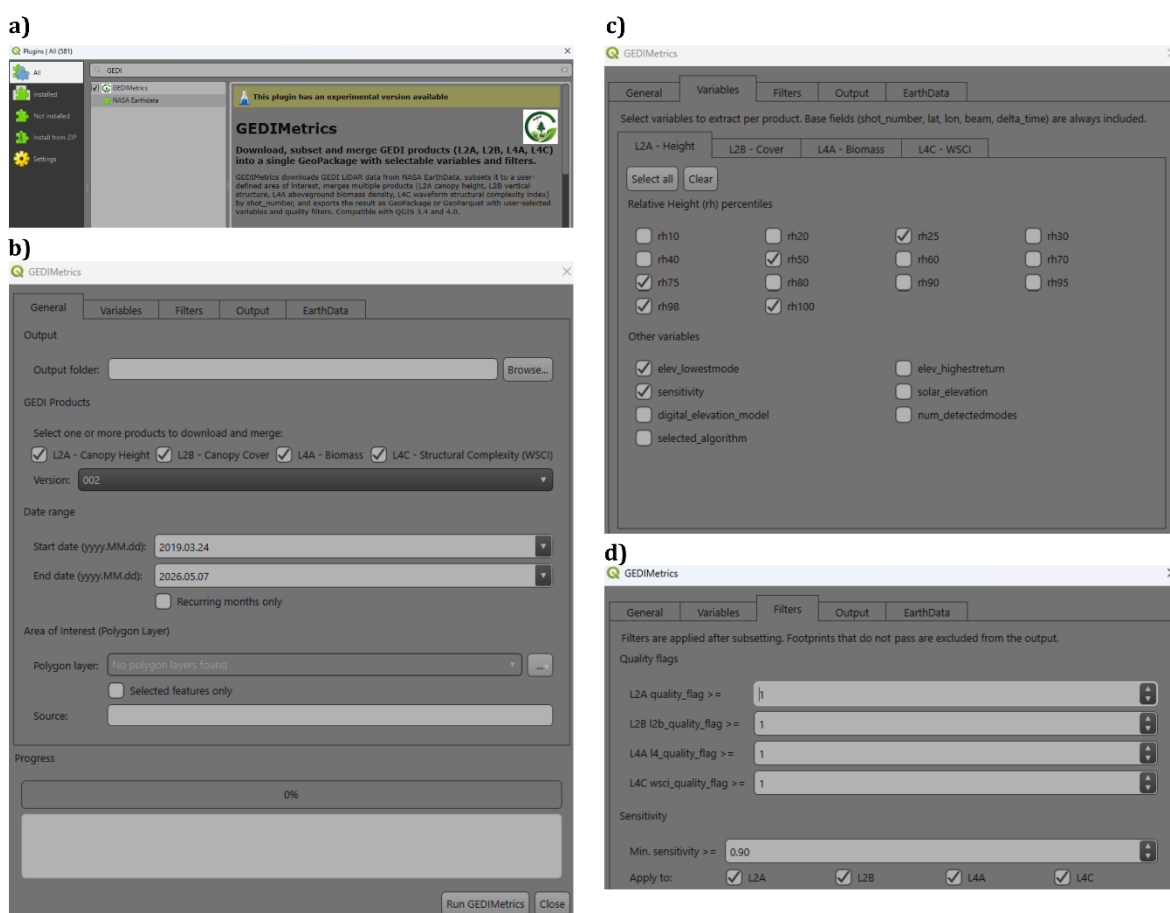 a)
Plugins | All (581)
All
Installed
Not installed
Install from ZIP
Settings
GEDI
GEDIMetrics
NASA Earthdata
This plugin has an experimental version available
GEDIMetrics
Download, subset and merge GEDI products (L2A, L2B, L4A, L4C)
into a single GeoPackage with selectable variables and filters.
GEDIMetrics downloads GEDI LiDAR data from NASA EarthData, subsets it to a user-
defined area of interest, merges multiple products (L2A canopy height, L2B vertical
structure, L4A aboveground biomass density, L4C waveform structural complexity index)
by shot_number, and exports the result as GeoPackage or GeoParquet with user-selected
variables and quality filters. Compatible with QGIS 3.4 and 4.0.
b)
GEDIMetrics
General Variables Filters Output EarthData
Output
Output folder: Browse...
GEDI Products
Select one or more products to download and merge:
L2A - Canopy Height L2B - Canopy Cover L4A - Biomass L4C - Structural Complexity (WSCI)
Version: 002
Date range
Start date (yyyy.MM.dd): 2019.03.24
End date (yyyy.MM.dd): 2026.05.07
Recurring months only
Area of Interest (Polygon Layer)
Polygon layer: No polygon layers found ...
Selected features only
Source:
Progress
0%
Run GEDIMetrics Close
c)
GEDIMetrics
General Variables Filters Output EarthData
Select variables to extract per product. Base fields (shot_number, lat, lon, beam, delta_time) are always included.
L2A - Height L2B - Cover L4A - Biomass L4C - WSCI
Select all Clear
Relative Height (rh) percentiles
rh10 rh20 rh25 rh30
rh40 rh50 rh60 rh70
rh75 rh80 rh90 rh95
rh98 rh100
Other variables
elev_lowestmode elev_highestreturn
sensitivity solar_elevation
digital_elevation_model num_detectedmodes
selected_algorithm
d)
GEDIMetrics
General Variables Filters Output EarthData
Filters are applied after subsetting. Footprints that do not pass are excluded from the output.
Quality flags
L2A quality_flag >= 1
L2B l2b_quality_flag >= 1
L4A l4_quality_flag >= 1
L4C wsci_quality_flag >= 1
Sensitivity
Min. sensitivity >= 0.90
Apply to: L2A L2B L4A L4C